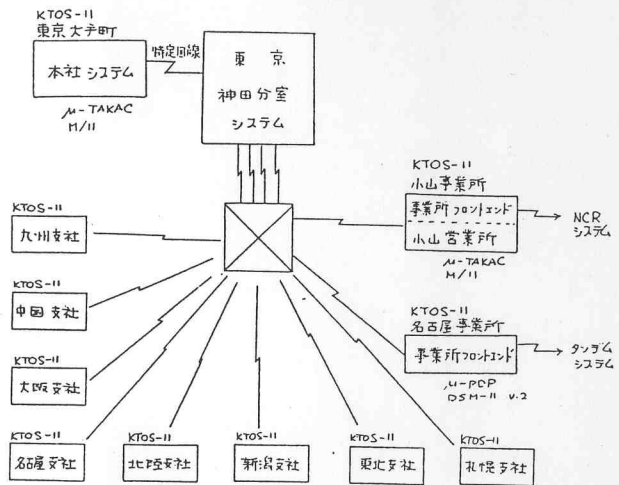 KTOS-11
東京大手町
本社システム
μ-TAKAC
M/11
特定回線
東京
神田分室
システム
KTOS-11
小山事業所
事業所フロントエンド
小山営業所
μ-TAKAC
M/11
NCR
システム
KTOS-11
九州支社
KTOS-11
中国支社
KTOS-11
名古屋事業所
事業所フロントエンド
μ-PDP
DSM-11 V.2
タンデム
システム
KTOS-11
大阪支社
KTOS-11
名古屋支社
KTOS-11
北陸支社
KTOS-11
新潟支社
KTOS-11
東北支社
KTOS-11
札幌支社